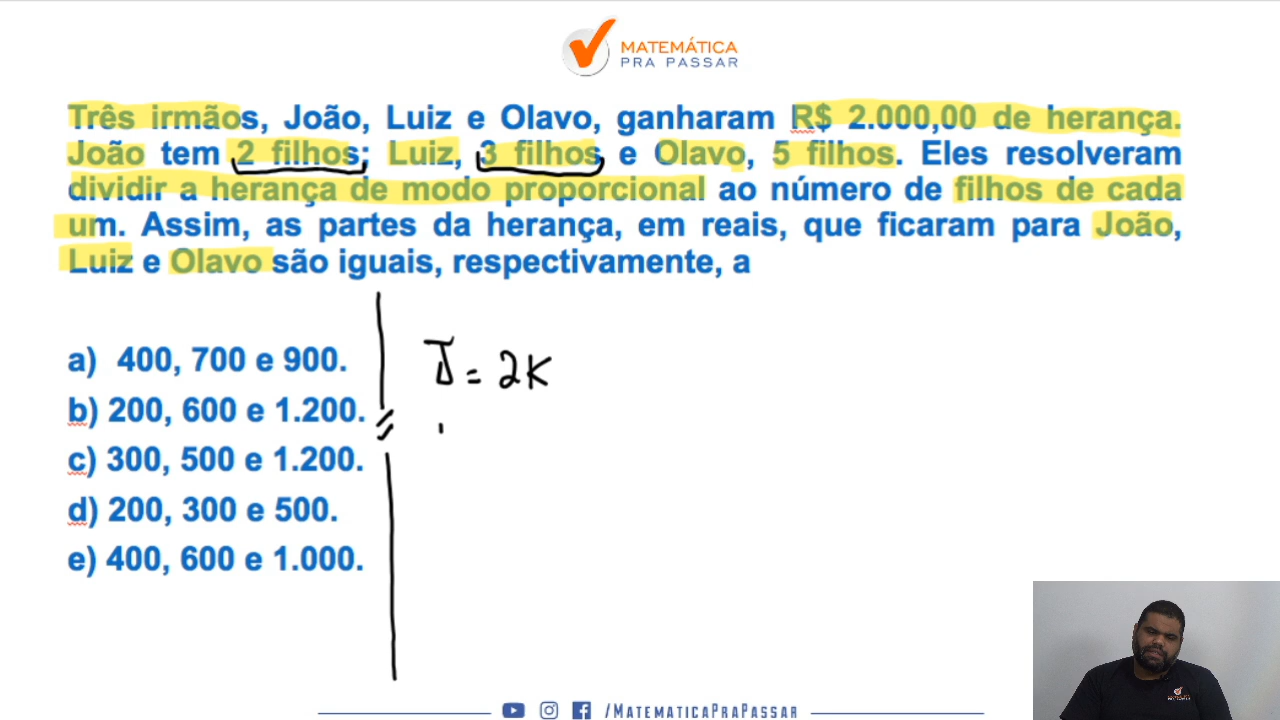 MATEMÁTICA
PRA PASSAR
Três irmãos, João, Luiz e Olavo, ganharam R$ 2.000,00 de herança.
João tem 2 filhos; Luiz, 3 filhos e Olavo, 5 filhos. Eles resolveram
dividir a herança de modo proporcional ao número de filhos de cada
um. Assim, as partes da herança, em reais, que ficaram para João,
Luiz e Olavo são iguais, respectivamente, a
a) 400, 700 e 900.
b) 200, 600 e 1.200.
c) 300, 500 e 1.200.
d) 200, 300 e 500.
e) 400, 600 e 1.000.
J = 2K
/MATEMATICAPRAPASSAR